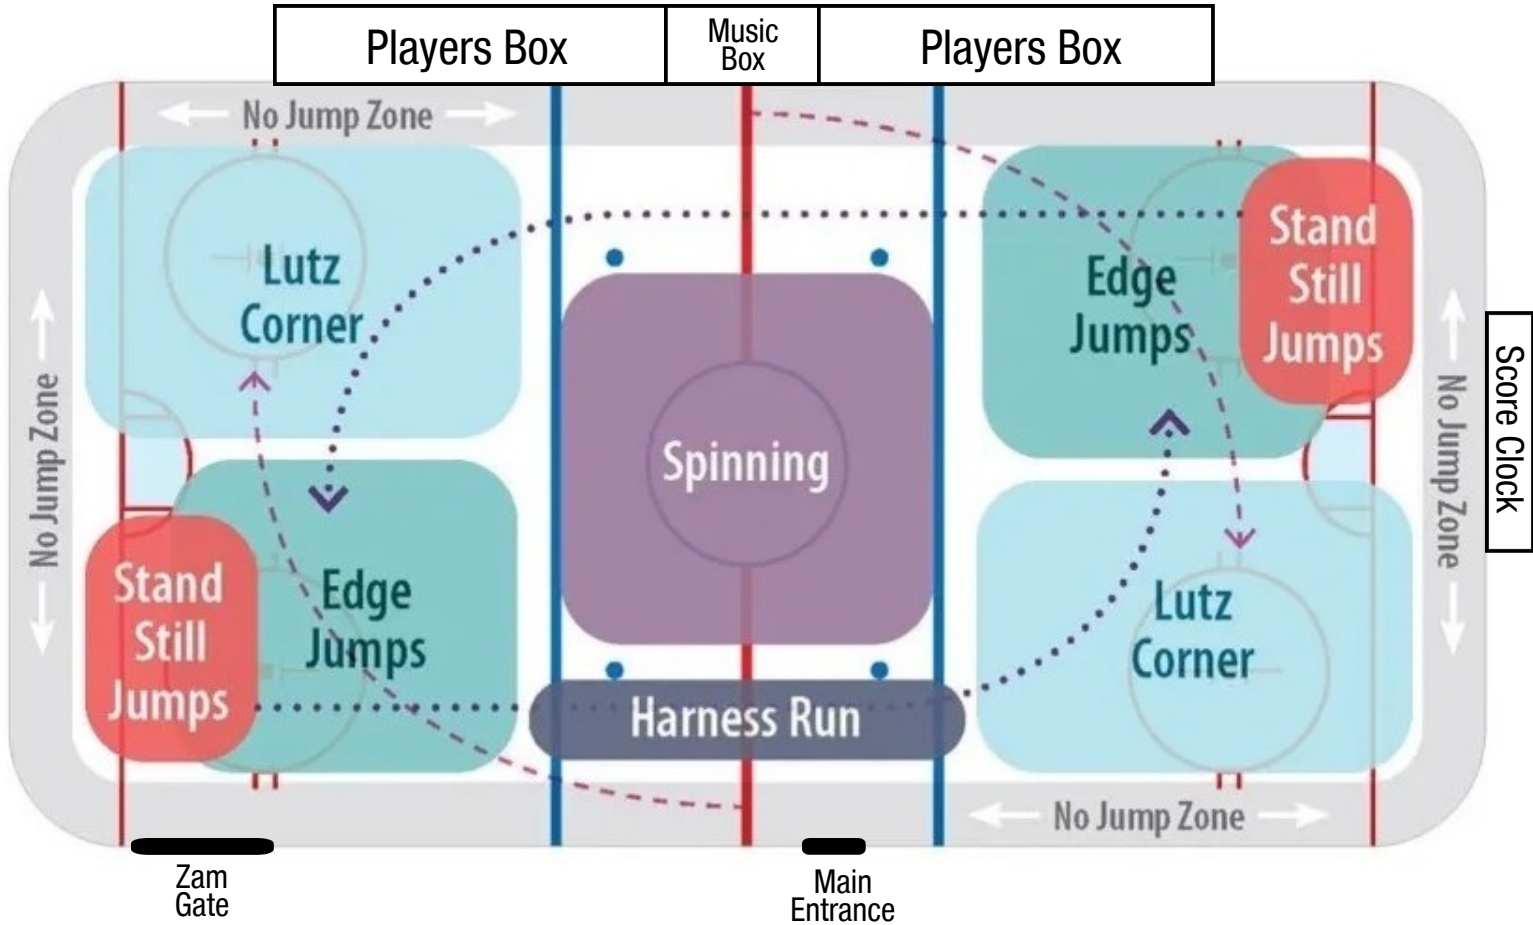 Players Box
Music
Box
Players Box
No Jump Zone
Lutz
Corner
Edge
Jumps
Stand
Still
Jumps
No Jump Zone
Spinning
No Jump Zone
Score Clock
Stand
Still
Jumps
Edge
Jumps
Lutz
Corner
Harness Run
No Jump Zone
Zam
Gate
Main
Entrance